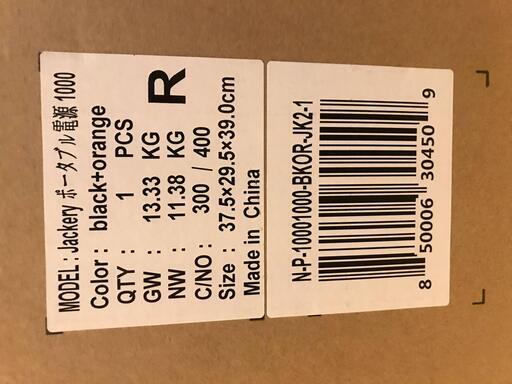 MODEL : Jackery ポータブル電源 1000
Color : black+orange
QTY : 1 PCS
GW : 13.33 KG
NW : 11.38 KG
C/NO : 300 / 400
Size : 37.5×29.5×39.0cm
Made in China
R
N-P-10001000-BKOR-JK2-1
8 50006 30450 9